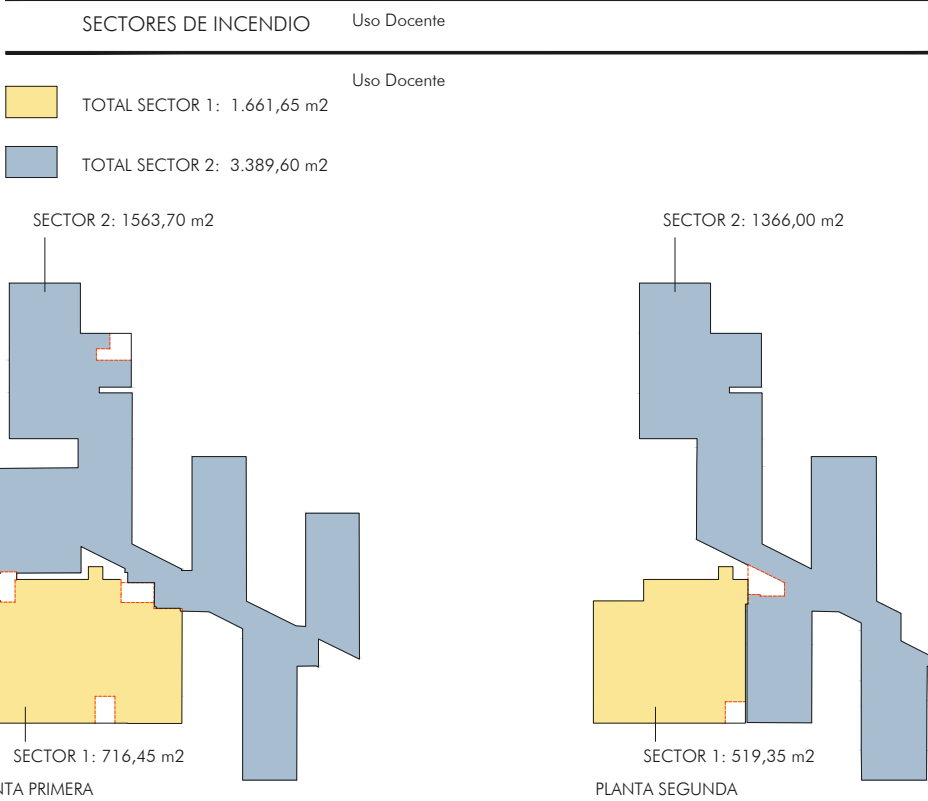 SECTORES DE INCENDIO Uso Docente
Uso Docente
TOTAL SECTOR 1: 1.661,65 m2
TOTAL SECTOR 2: 3.389,60 m2
SECTOR 2: 1563,70 m2
SECTOR 2: 1366,00 m2
SECTOR 1: 716,45 m2
SECTOR 1: 519,35 m2
NTA PRIMERA
PLANTA SEGUNDA